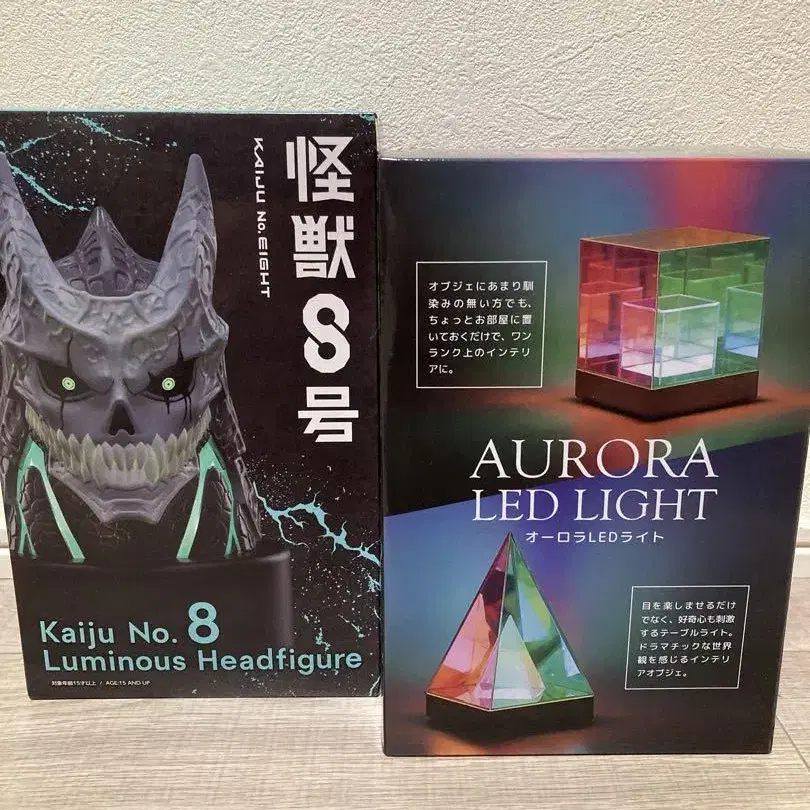 怪獣8号
KAIJU No. EIGHT
Kaiju No. 8
Luminous Headfigure
対象年齢15才以上 / AGE:15 AND UP
オブジェにあまり馴
染みの無い方でも、
ちょっとお部屋に置
いておくだけで、ワン
ランク上のインテリ
アに。
AURORA
LED LIGHT
オーロラLEDライト
目を楽しませるだけ
でなく、好奇心も刺激
するテーブルライト。
ドラマチックな世界
観を感じるインテリ
アオブジェ。